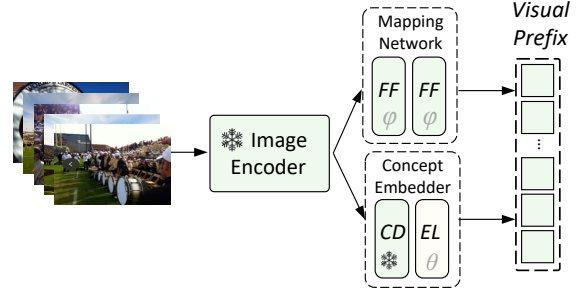 Visual
Prefix
Mapping
Network
FF FF
φ φ
Image
Encoder
Concept
Embedder
CD EL
θ
...